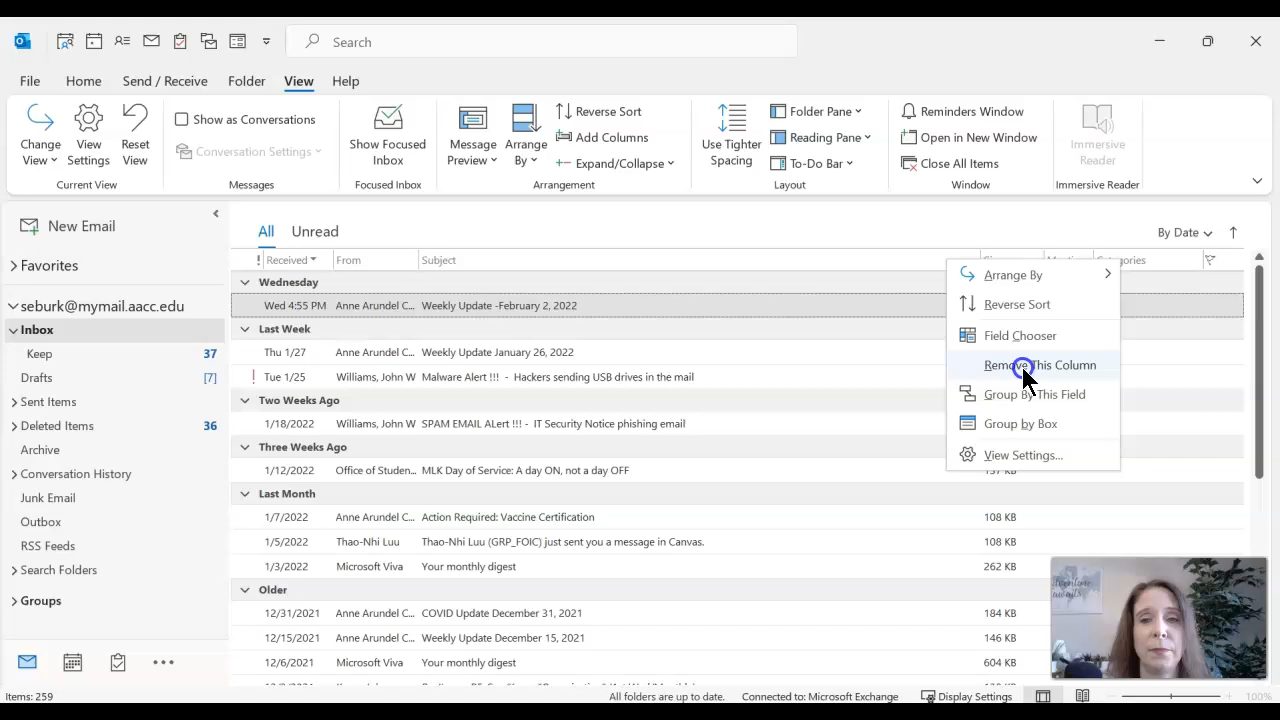 Search
File Home Send / Receive Folder View Help
Change View
View Settings
Reset View
Current View
Show as Conversations
Conversation Settings
Messages
Show Focused Inbox
Focused Inbox
Message Preview
Arrange By
Reverse Sort
Add Columns
Expand/Collapse
Arrangement
Use Tighter Spacing
Folder Pane
Reading Pane
To-Do Bar
Layout
Reminders Window
Open in New Window
Close All Items
Window
Immersive Reader
Immersive Reader
New Email
Favorites
seburk@mymail.aacc.edu
Inbox
Keep 37
Drafts [7]
Sent Items
Deleted Items 36
Archive
Conversation History
Junk Email
Outbox
RSS Feeds
Search Folders
Groups
All Unread By Date
! Received From Subject
Wednesday
Wed 4:55 PM Anne Arundel C... Weekly Update -February 2, 2022
Last Week
Thu 1/27 Anne Arundel C... Weekly Update January 26, 2022
! Tue 1/25 Williams, John W Malware Alert !!! - Hackers sending USB drives in the mail
Two Weeks Ago
1/18/2022 Williams, John W SPAM EMAIL ALert !!! - IT Security Notice phishing email
Three Weeks Ago
1/12/2022 Office of Studen... MLK Day of Service: A day ON, not a day OFF
Last Month
1/7/2022 Anne Arundel C... Action Required: Vaccine Certification 108 KB
1/5/2022 Thao-Nhi Luu Thao-Nhi Luu (GRP_FOIC) just sent you a message in Canvas. 108 KB
1/3/2022 Microsoft Viva Your monthly digest 262 KB
Older
12/31/2021 Anne Arundel C... COVID Update December 31, 2021 184 KB
12/15/2021 Anne Arundel C... Weekly Update December 15, 2021 146 KB
12/6/2021 Microsoft Viva Your monthly digest 604 KB
Arrange By
Reverse Sort
Field Chooser
Remove This Column
Group By This Field
Group by Box
View Settings...
Items: 259 All folders are up to date. Connected to: Microsoft Exchange Display Settings 100%